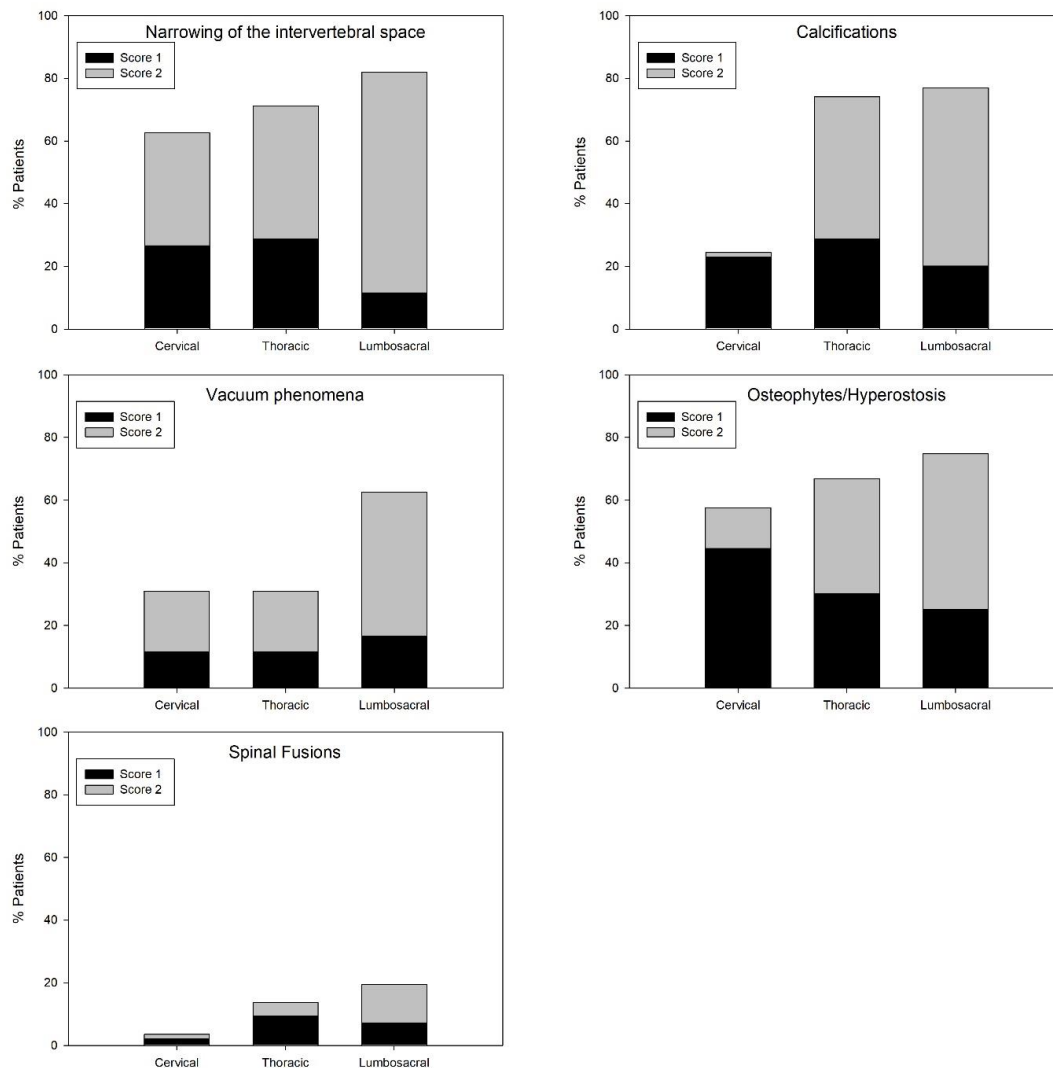 Narrowing of the intervertebral space
Score 1
Score 2
% Patients
100
80
60
40
20
0
Cervical Thoracic Lumbosacral
Calcifications
Score 1
Score 2
% Patients
100
80
60
40
20
0
Cervical Thoracic Lumbosacral
Vacuum phenomena
Score 1
Score 2
% Patients
100
80
60
40
20
0
Cervical Thoracic Lumbosacral
Osteophytes/Hyperostosis
Score 1
Score 2
% Patients
100
80
60
40
20
0
Cervical Thoracic Lumbosacral
Spinal Fusions
Score 1
Score 2
% Patients
100
80
60
40
20
0
Cervical Thoracic Lumbosacral